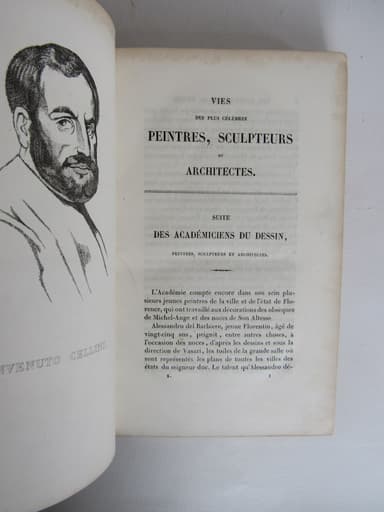 NVENUTO CELLINI
VIES
DES PLUS CÉLÈBRES
PEINTRES, SCULPTEURS
ET
ARCHITECTES.
SUITE
DES ACADÉMICIENS DU DESSIN,
PEINTRES, SCULPTEURS ET ARCHITECTES.
L'Académie compte encore dans son sein plu-
sieurs jeunes peintres de la ville et de l'état de Flo-
rence, qui ont travaillé aux décorations des obsèques
de Michel-Ange et des noces de Son Altesse.
Alessandro del Barbiere, jeune Florentin, âgé de
vingt-cinq ans, peignit, entre autres choses, à
l'occasion des noces, d'après les dessins et sous la
direction de Vasari, les toiles de la grande salle où
sont représentés les plans de toutes les villes des
états du seigneur duc. Le talent qu'Alessandro dé-